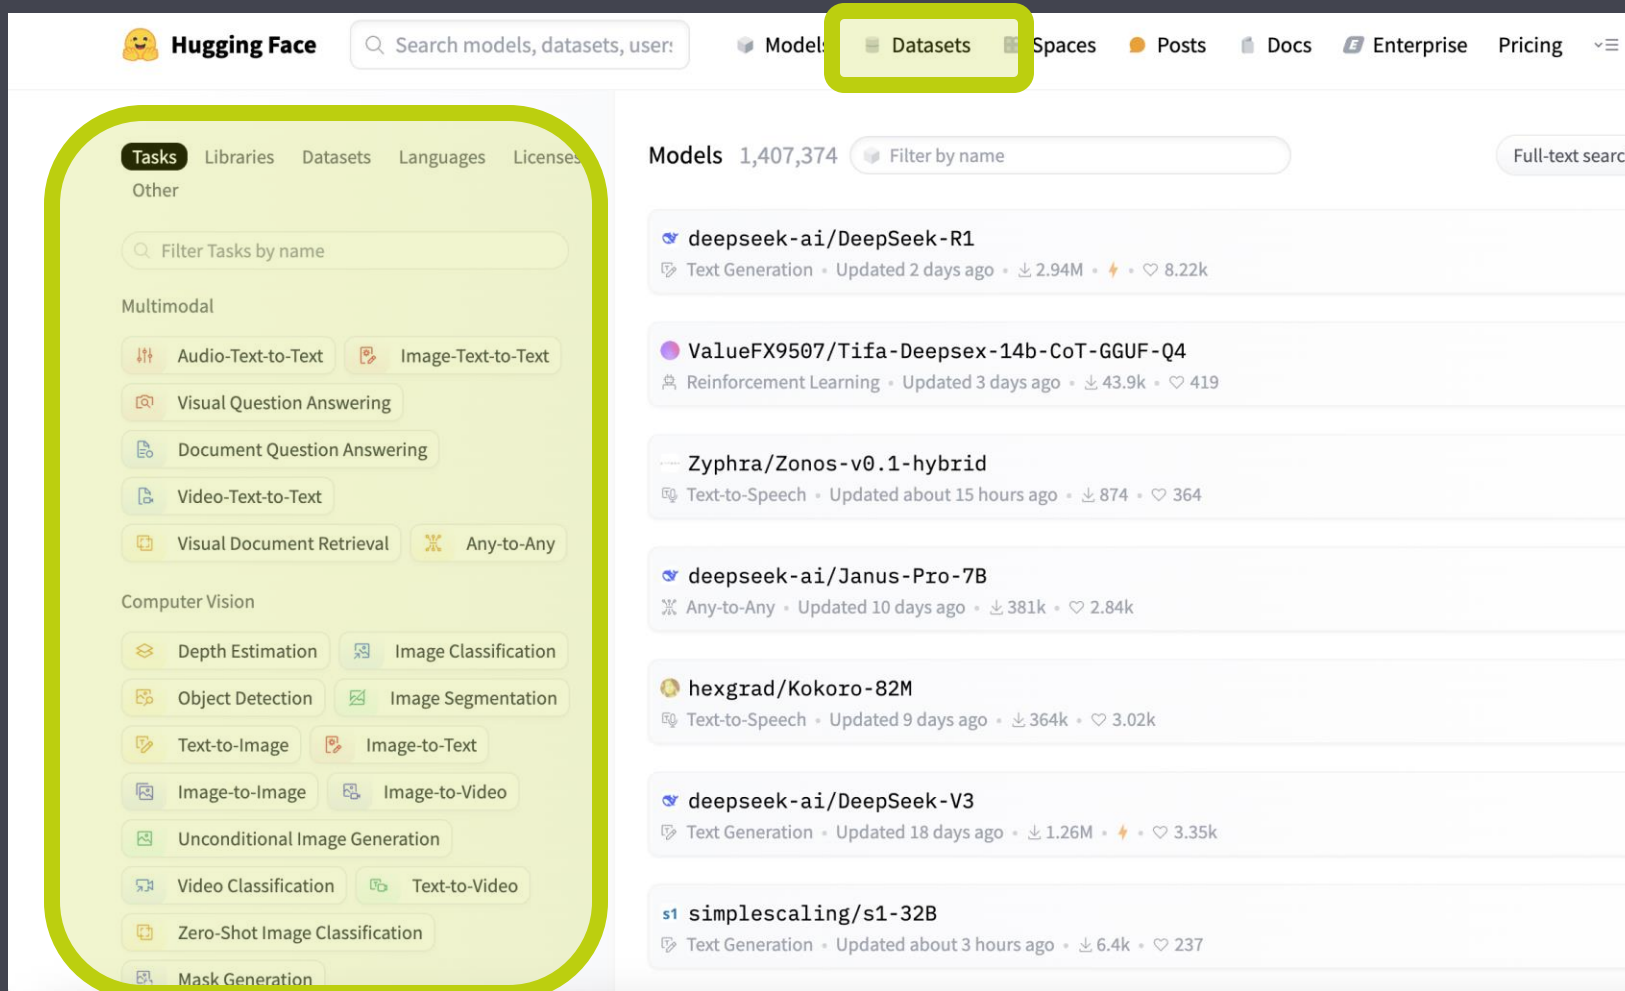 Hugging Face
Search models, datasets, users
Models
Datasets
Spaces
Posts
Docs
Enterprise
Pricing
Tasks
Libraries
Datasets
Languages
Licenses
Other
Filter Tasks by name
Multimodal
Audio-Text-to-Text
Image-Text-to-Text
Visual Question Answering
Document Question Answering
Video-Text-to-Text
Visual Document Retrieval
Any-to-Any
Computer Vision
Depth Estimation
Image Classification
Object Detection
Image Segmentation
Text-to-Image
Image-to-Text
Image-to-Image
Image-to-Video
Unconditional Image Generation
Video Classification
Text-to-Video
Zero-Shot Image Classification
Mask Generation
Models 1,407,374
Filter by name
Full-text searc
deepseek-ai/DeepSeek-R1
Text Generation • Updated 2 days ago • 2.94M • • 8.22k
ValueFX9507/Tifa-Deepsex-14b-CoT-GGUF-Q4
Reinforcement Learning • Updated 3 days ago • 43.9k • 419
Zyphra/Zonos-v0.1-hybrid
Text-to-Speech • Updated about 15 hours ago • 874 • 364
deepseek-ai/Janus-Pro-7B
Any-to-Any • Updated 10 days ago • 381k • 2.84k
hexgrad/Kokoro-82M
Text-to-Speech • Updated 9 days ago • 364k • 3.02k
deepseek-ai/DeepSeek-V3
Text Generation • Updated 18 days ago • 1.26M • • 3.35k
s1 simplescaling/s1-32B
Text Generation • Updated about 3 hours ago • 6.4k • 237